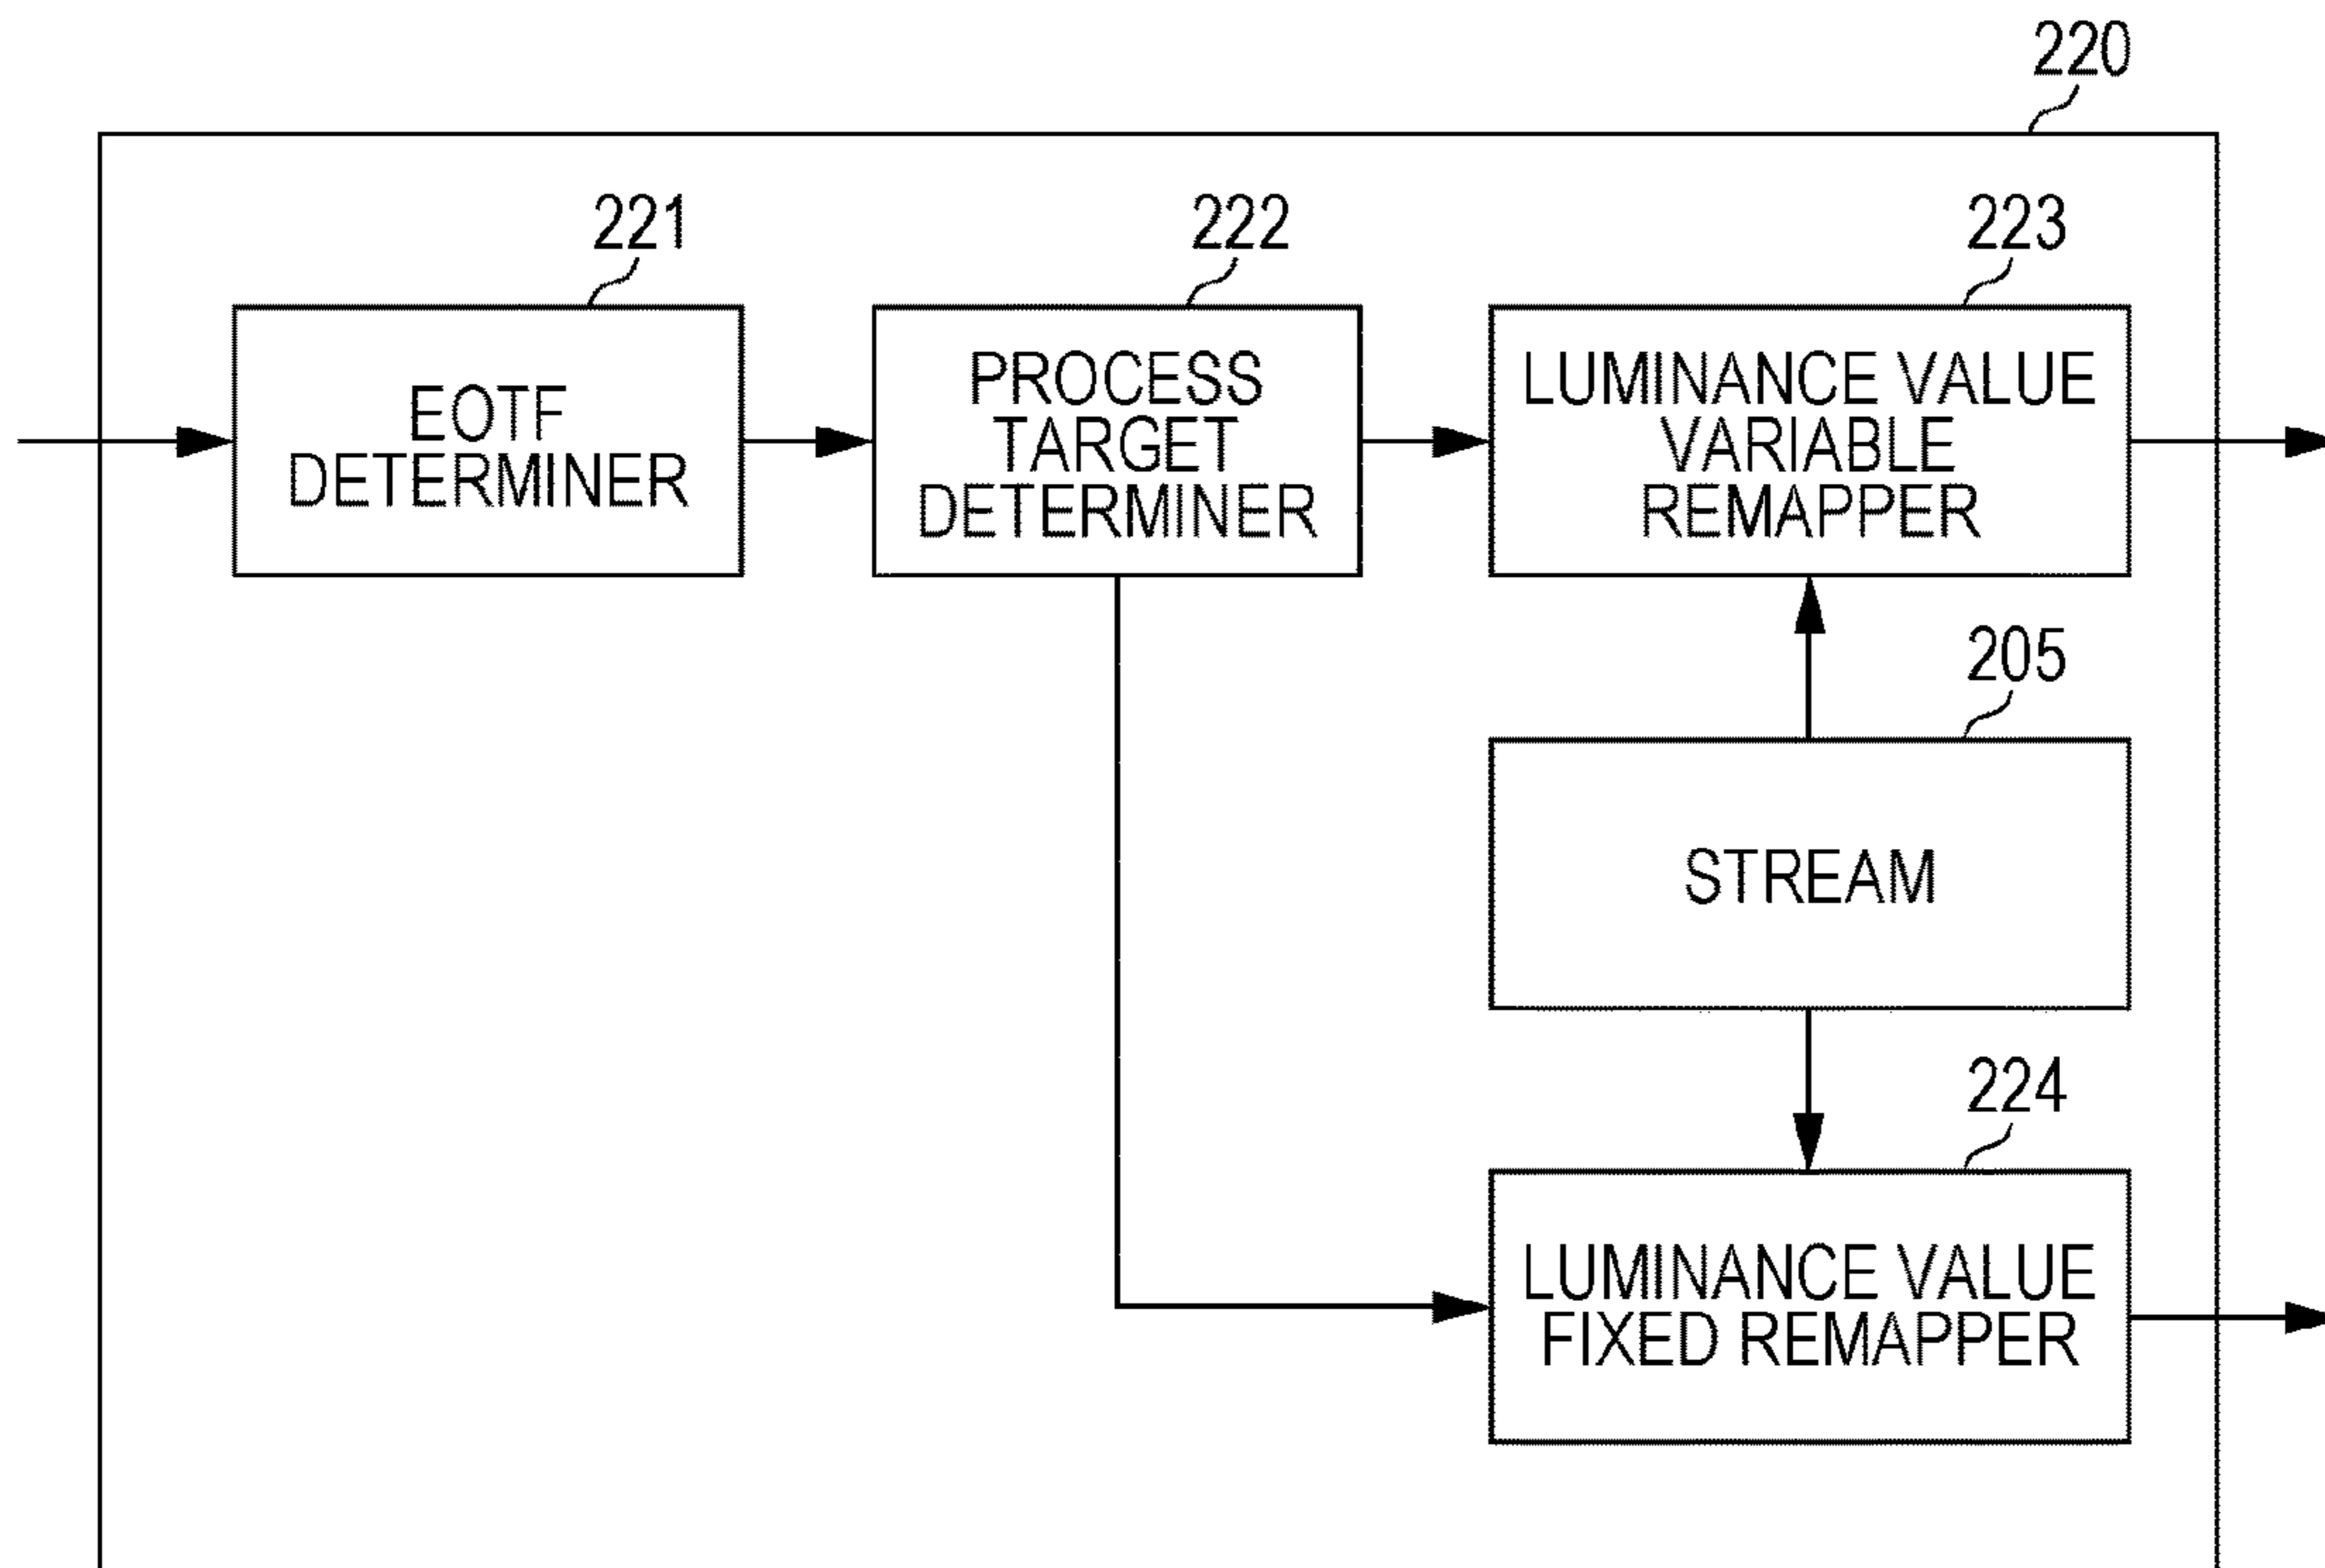 220
221
EOTF
DETERMINER
222
PROCESS
TARGET
DETERMINER
223
LUMINANCE VALUE
VARIABLE
REMAPPER
205
STREAM
224
LUMINANCE VALUE
FIXED REMAPPER